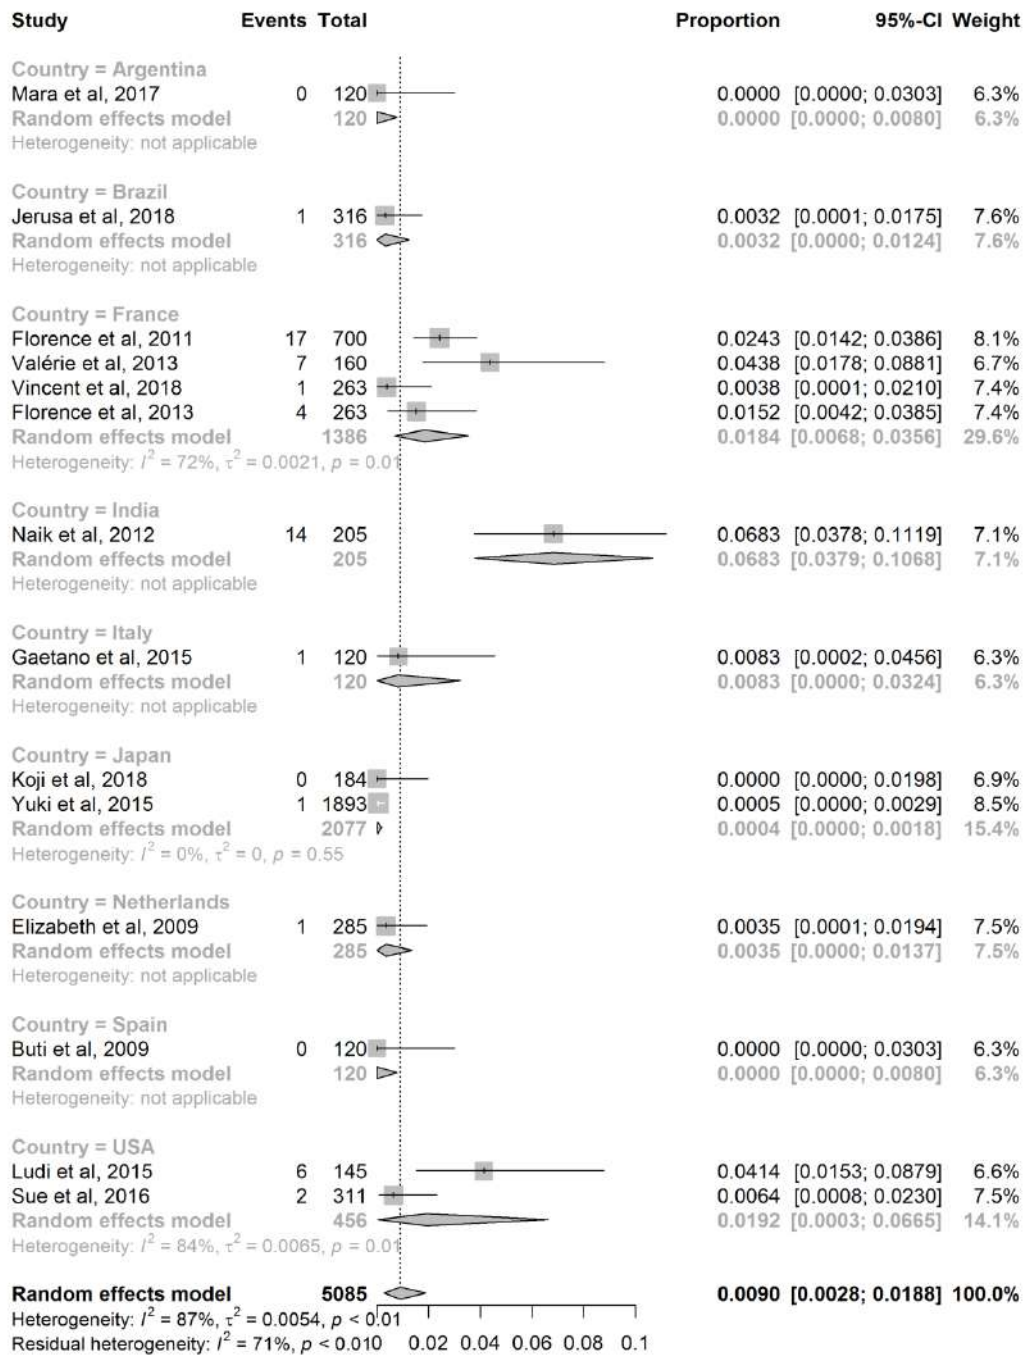 Study Events Total Proportion 95%-CI Weight
Country = Argentina
Mara et al, 2017 0 120 0.0000 [0.0000; 0.0303] 6.3%
Random effects model 120 0.0000 [0.0000; 0.0080] 6.3%
Heterogeneity: not applicable
Country = Brazil
Jerusa et al, 2018 1 316 0.0032 [0.0001; 0.0175] 7.6%
Random effects model 316 0.0032 [0.0000; 0.0124] 7.6%
Heterogeneity: not applicable
Country = France
Florence et al, 2011 17 700 0.0243 [0.0142; 0.0386] 8.1%
Valérie et al, 2013 7 160 0.0438 [0.0178; 0.0881] 6.7%
Vincent et al, 2018 1 263 0.0038 [0.0001; 0.0210] 7.4%
Florence et al, 2013 4 263 0.0152 [0.0042; 0.0385] 7.4%
Random effects model 1386 0.0184 [0.0068; 0.0356] 29.6%
Heterogeneity: I² = 72%, τ² = 0.0021, p = 0.01
Country = India
Naik et al, 2012 14 205 0.0683 [0.0378; 0.1119] 7.1%
Random effects model 205 0.0683 [0.0379; 0.1068] 7.1%
Heterogeneity: not applicable
Country = Italy
Gaetano et al, 2015 1 120 0.0083 [0.0002; 0.0456] 6.3%
Random effects model 120 0.0083 [0.0000; 0.0324] 6.3%
Heterogeneity: not applicable
Country = Japan
Koji et al, 2018 0 184 0.0000 [0.0000; 0.0198] 6.9%
Yuki et al, 2015 1 1893 0.0005 [0.0000; 0.0029] 8.5%
Random effects model 2077 0.0004 [0.0000; 0.0018] 15.4%
Heterogeneity: I² = 0%, τ² = 0, p = 0.55
Country = Netherlands
Elizabeth et al, 2009 1 285 0.0035 [0.0001; 0.0194] 7.5%
Random effects model 285 0.0035 [0.0000; 0.0137] 7.5%
Heterogeneity: not applicable
Country = Spain
Buti et al, 2009 0 120 0.0000 [0.0000; 0.0303] 6.3%
Random effects model 120 0.0000 [0.0000; 0.0080] 6.3%
Heterogeneity: not applicable
Country = USA
Ludi et al, 2015 6 145 0.0414 [0.0153; 0.0879] 6.6%
Sue et al, 2016 2 311 0.0064 [0.0008; 0.0230] 7.5%
Random effects model 456 0.0192 [0.0003; 0.0665] 14.1%
Heterogeneity: I² = 84%, τ² = 0.0065, p = 0.01
Random effects model 5085 0.0090 [0.0028; 0.0188] 100.0%
Heterogeneity: I² = 87%, τ² = 0.0054, p < 0.01
Residual heterogeneity: I² = 71%, p < 0.01 0 0.02 0.04 0.06 0.08 0.1